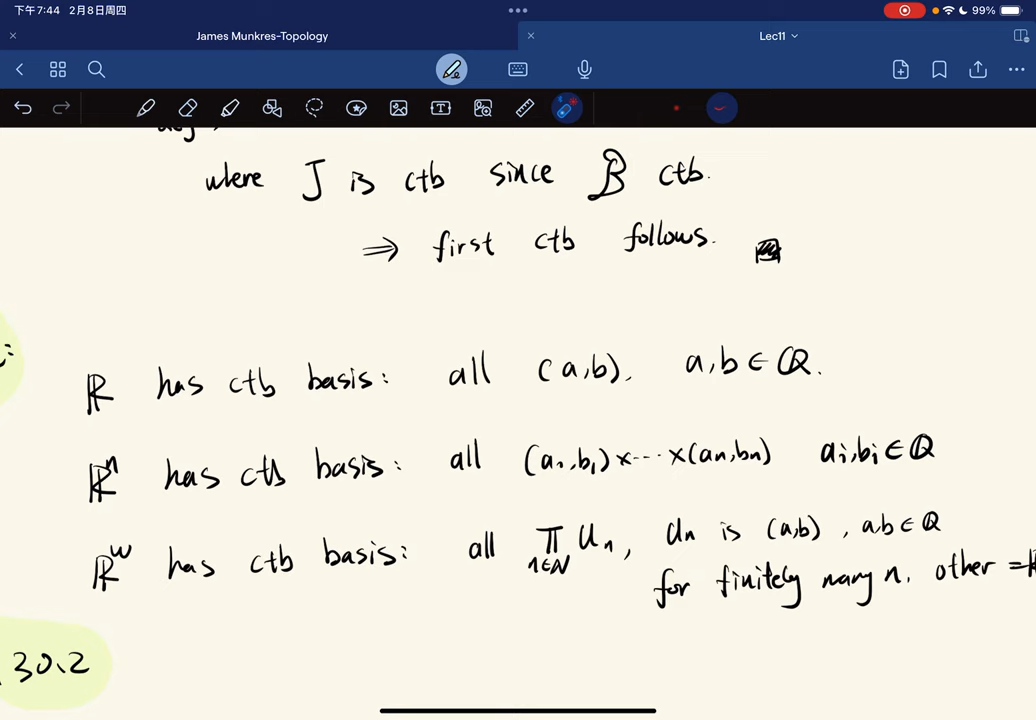 下午7:44 2月8日周四
99%
James Munkres-Topology
Lec11
where J is ctb since B ctb.
⇒ first ctb follows.
ℝ has ctb basis: all (a,b), a,b ∈ ℚ.
ℝⁿ has ctb basis: all (a₁,b₁)×⋯×(an,bn) ai,bi ∈ ℚ
ℝ^ω has ctb basis: all ∏ Un, Un is (a,b), a,b ∈ ℚ
n∈ℕ
for finitely many n. other =ℝ
30.2